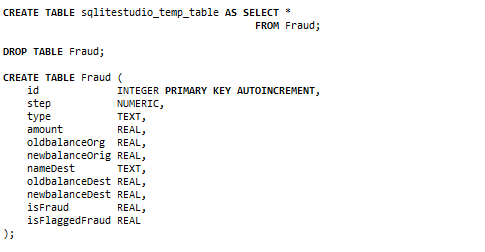 CREATE TABLE sqlitestudio_temp_table AS SELECT *
FROM Fraud;
DROP TABLE Fraud;
CREATE TABLE Fraud (
id INTEGER PRIMARY KEY AUTOINCREMENT,
step NUMERIC,
type TEXT,
amount REAL,
oldbalanceOrg REAL,
newbalanceOrig REAL,
nameDest TEXT,
oldbalanceDest REAL,
newbalanceDest REAL,
isFraud REAL,
isFlaggedFraud REAL
);